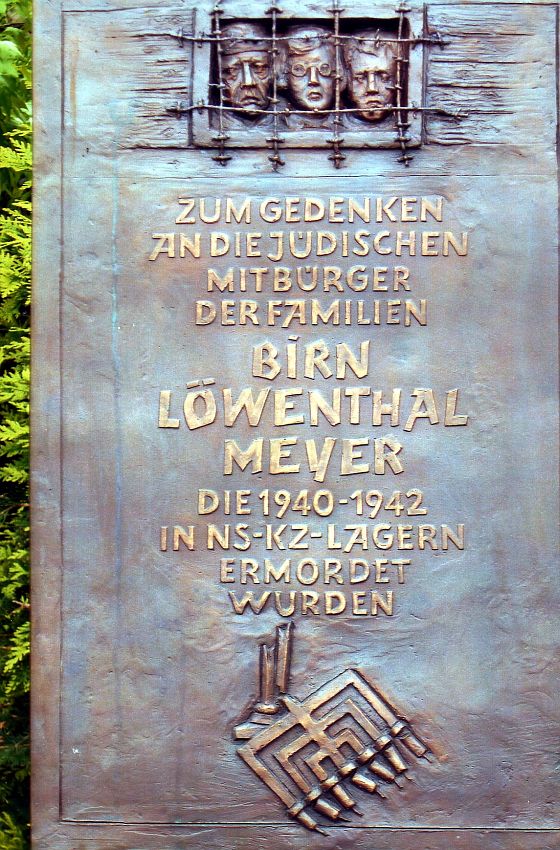 ZUM GEDENKEN
AN DIE JÜDISCHEN
MITBÜRGER
DER FAMILIEN
BIRN
LÖWENTHAL
MEYER
DIE 1940-1942
IN NS-KZ-LAGERN
ERMORDET
WURDEN